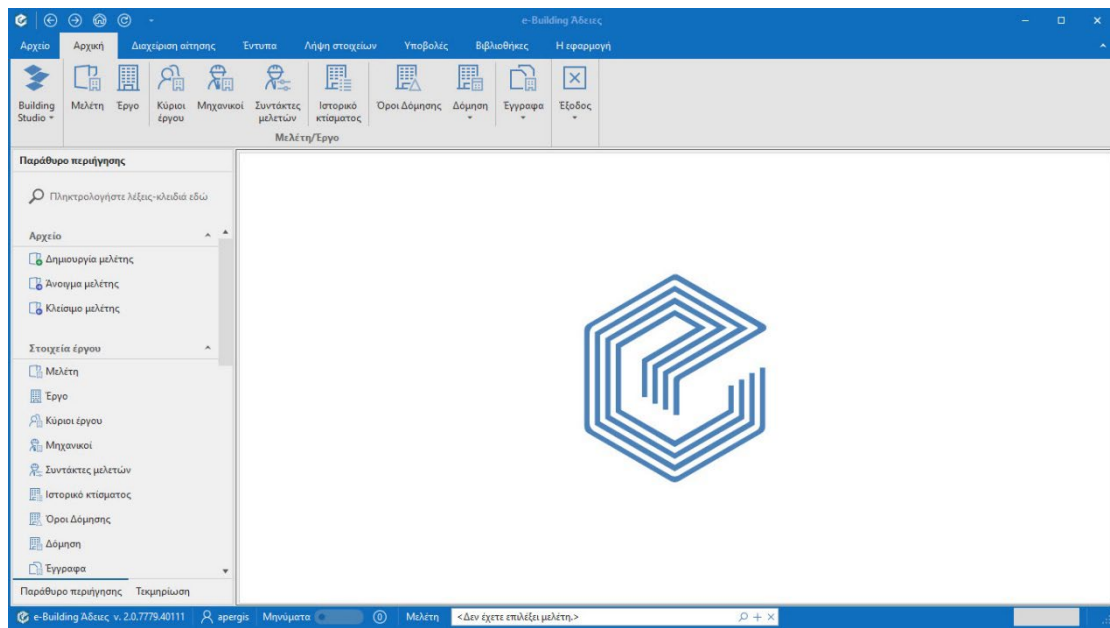 e-Building Άδειες
Αρχείο Αρχική Διαχείριση αίτησης Έντυπα Λήψη στοιχείων Υποβολές Βιβλιοθήκες Η εφαρμογή
Building Studio
Μελέτη
Έργο
Κύριοι έργου
Μηχανικοί
Συντάκτες μελετών
Ιστορικό κτίσματος
Όροι Δόμησης
Δόμηση
Έγγραφα
Έξοδος
Μελέτη/Έργο
Παράθυρο περιήγησης
Πληκτρολογήστε λέξεις-κλειδιά εδώ
Αρχείο
Δημιουργία μελέτης
Άνοιγμα μελέτης
Κλείσιμο μελέτης
Στοιχεία έργου
Μελέτη
Έργο
Κύριοι έργου
Μηχανικοί
Συντάκτες μελετών
Ιστορικό κτίσματος
Όροι Δόμησης
Δόμηση
Έγγραφα
Παράθυρο περιήγησης Τεκμηρίωση
e-Building Άδειες v. 2.0.7779.40111 apergis Μηνύματα 0 Μελέτη <Δεν έχετε επιλέξει μελέτη.>